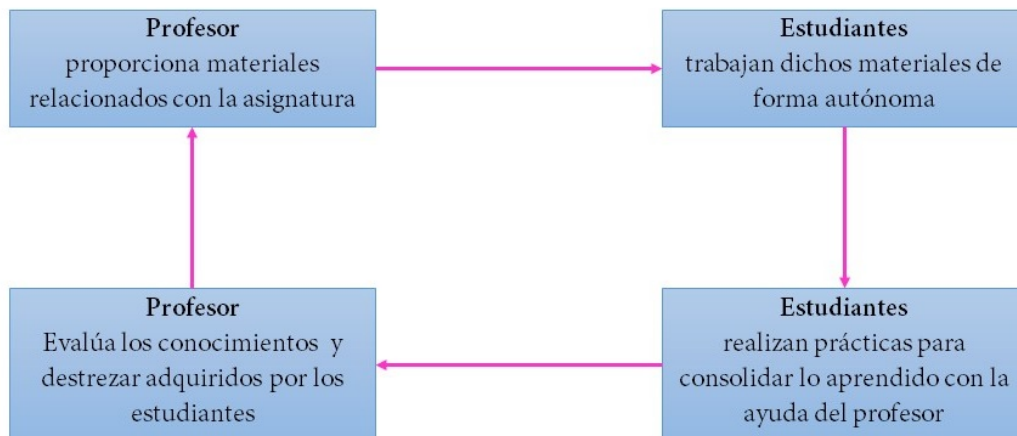 Profesor
proporciona materiales
relacionados con la asignatura
Estudiantes
trabajan dichos materiales de
forma autónoma
Estudiantes
realizan prácticas para
consolidar lo aprendido con la
ayuda del profesor
Profesor
Evalúa los conocimientos y
destrezar adquiridos por los
estudiantes